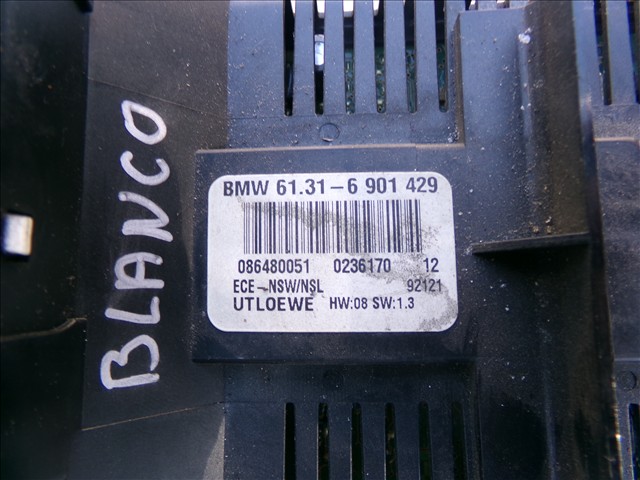 BLANCO
BMW 61.31-6 901 429
086480051 0236170 12
ECE-NSW/NSL 92121
UTLOEWE HW:08 SW:1.3